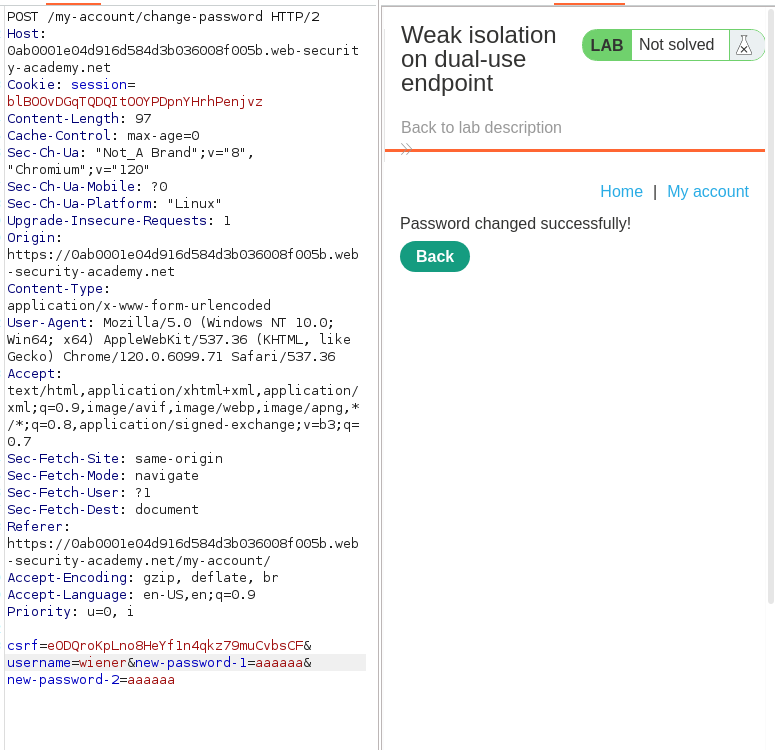 POST /my-account/change-password HTTP/2
Host:
0ab0001e04d916d584d3b036008f005b.web-securit
y-academy.net
Cookie: session=
blBOOvDGqTQDQItOOYPDpnYHrhPenjvz
Content-Length: 97
Cache-Control: max-age=0
Sec-Ch-Ua: "Not_A Brand";v="8",
"Chromium";v="120"
Sec-Ch-Ua-Mobile: ?0
Sec-Ch-Ua-Platform: "Linux"
Upgrade-Insecure-Requests: 1
Origin:
https://0ab0001e04d916d584d3b036008f005b.web
-security-academy.net
Content-Type:
application/x-www-form-urlencoded
User-Agent: Mozilla/5.0 (Windows NT 10.0;
Win64; x64) AppleWebKit/537.36 (KHTML, like
Gecko) Chrome/120.0.6099.71 Safari/537.36
Accept:
text/html,application/xhtml+xml,application/
xml;q=0.9,image/avif,image/webp,image/apng,*
/*;q=0.8,application/signed-exchange;v=b3;q=
0.7
Sec-Fetch-Site: same-origin
Sec-Fetch-Mode: navigate
Sec-Fetch-User: ?1
Sec-Fetch-Dest: document
Referer:
https://0ab0001e04d916d584d3b036008f005b.web
-security-academy.net/my-account/
Accept-Encoding: gzip, deflate, br
Accept-Language: en-US,en;q=0.9
Priority: u=0, i
csrf=eODQroKpLno8HeYf1n4qkz79muCvbsCF&
username=wiener&new-password-1=aaaaaa&
new-password-2=aaaaaa
Weak isolation
on dual-use
endpoint
LAB Not solved
Back to lab description
Home | My account
Password changed successfully!
Back